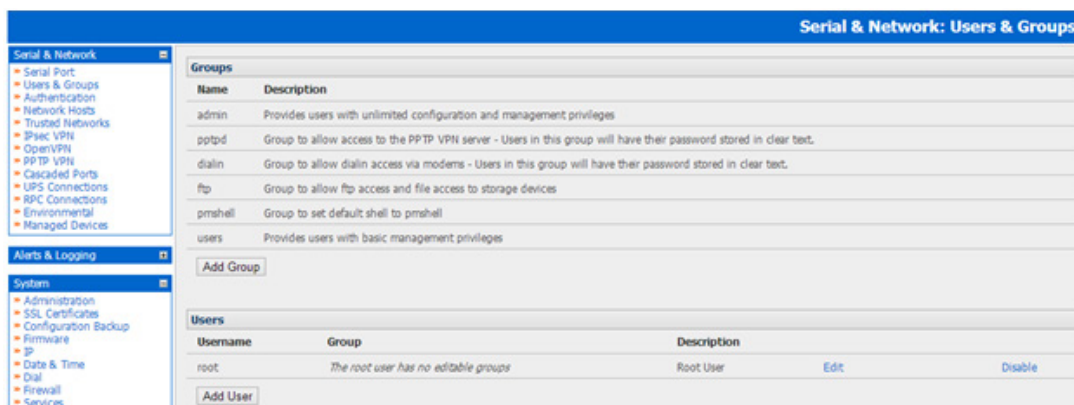 Serial & Network: Users & Groups
Serial & Network
Serial Port
Users & Groups
Authentication
Network Hosts
Trusted Networks
IPsec VPN
OpenVPN
PPTP VPN
Cascaded Ports
UPS Connections
RPC Connections
Environmental
Managed Devices
Alerts & Logging
System
Administration
SSL Certificates
Configuration Backup
Firmware
IP
Date & Time
Dial
Firewall
Services
Groups
Name Description
admin Provides users with unlimited configuration and management privileges
pptpd Group to allow access to the PPTP VPN server - Users in this group will have their password stored in clear text.
dialin Group to allow dialin access via modems - Users in this group will have their password stored in clear text.
ftp Group to allow ftp access and file access to storage devices
pmshell Group to set default shell to pmshell
users Provides users with basic management privileges
Add Group
Users
Username Group Description
root The root user has no editable groups Root User Edit Disable
Add User